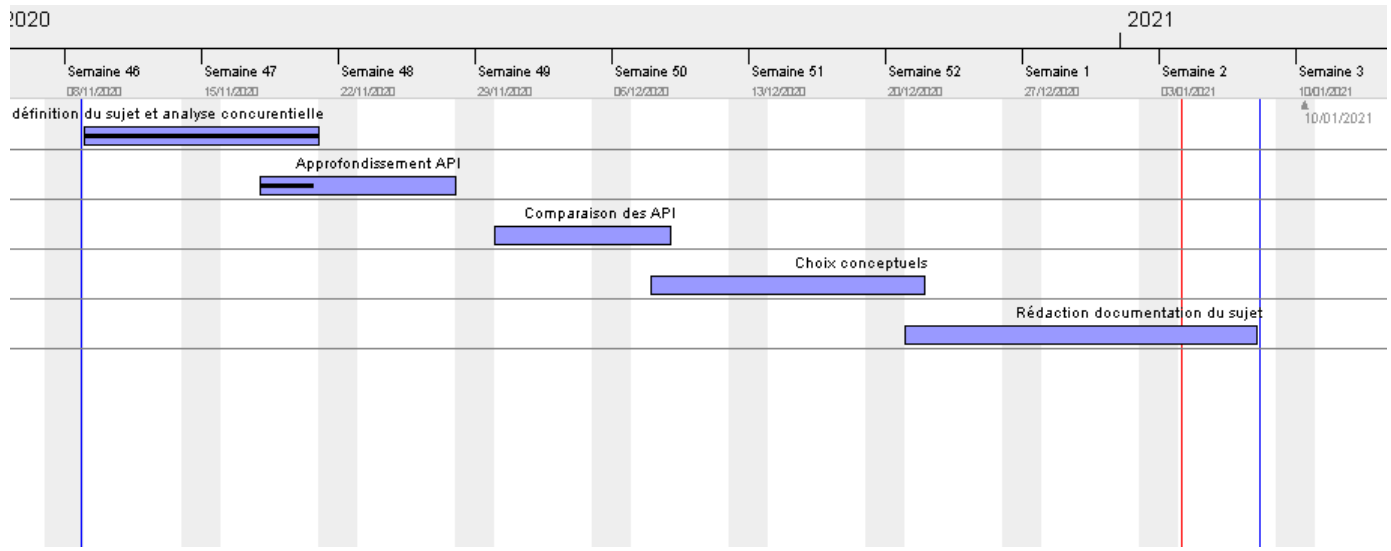 2020
2021
Semaine 46
Semaine 47
Semaine 48
Semaine 49
Semaine 50
Semaine 51
Semaine 52
Semaine 1
Semaine 2
Semaine 3
08/11/2020
15/11/2020
22/11/2020
29/11/2020
06/12/2020
13/12/2020
20/12/2020
27/12/2020
03/01/2021
10/01/2021
définition du sujet et analyse concurentielle
10/01/2021
Approfondissement API
Comparaison des API
Choix conceptuels
Rédaction documentation du sujet